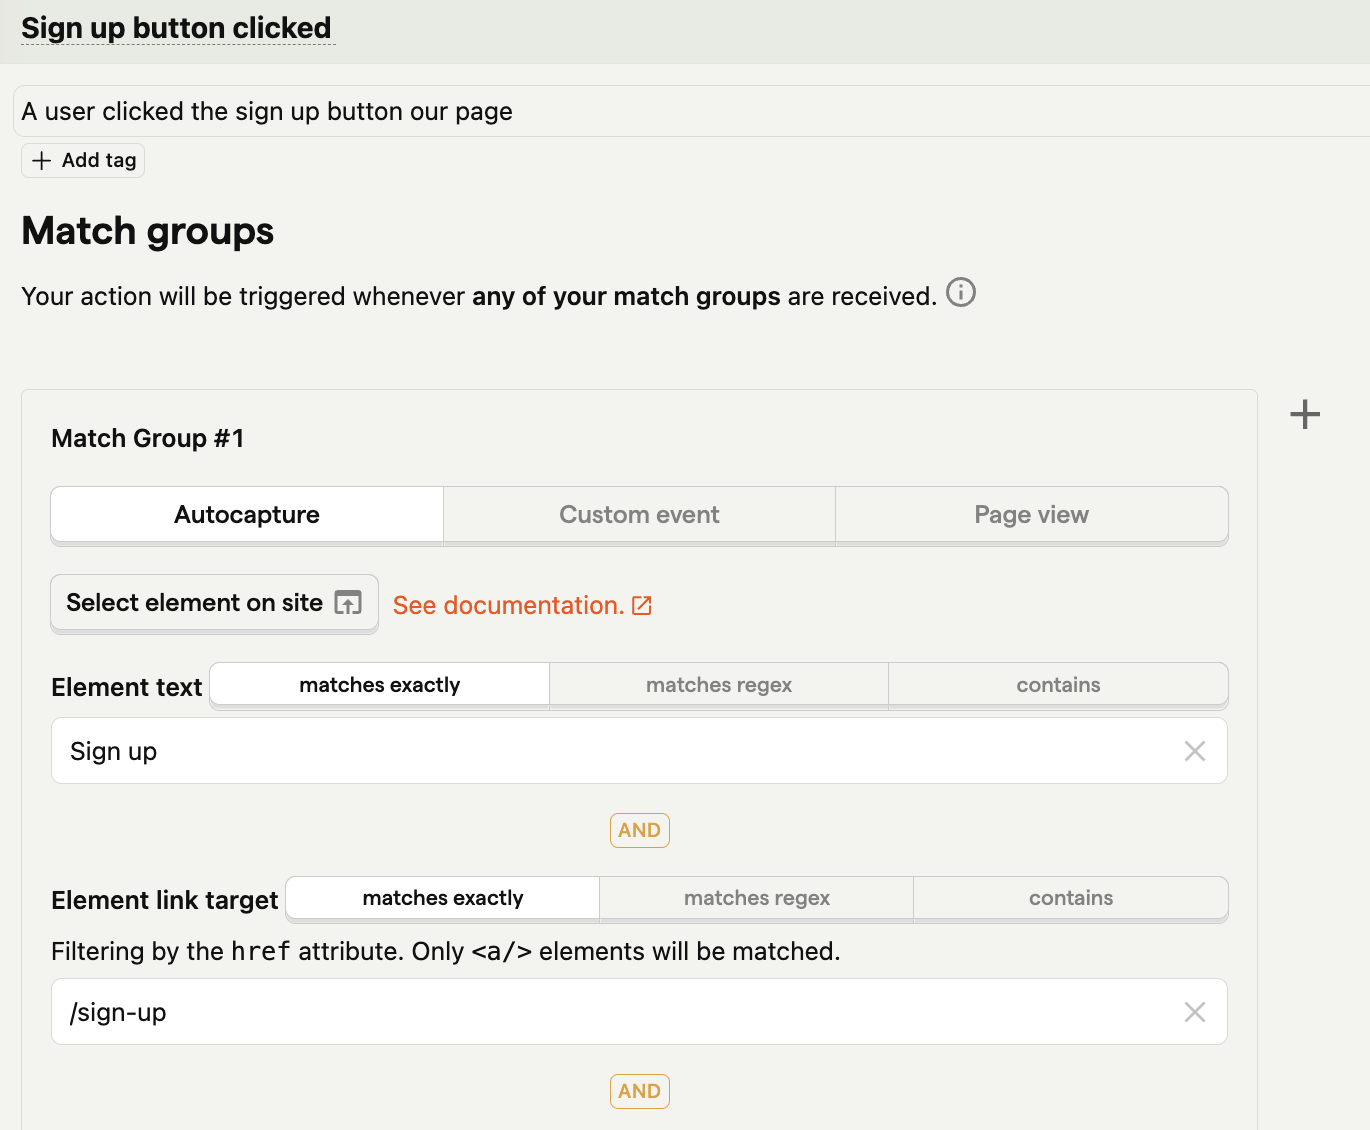 Sign up button clicked
A user clicked the sign up button our page
Add tag
Match groups
Your action will be triggered whenever any of your match groups are received.
Match Group #1
Autocapture Custom event Page view
Select element on site See documentation.
Element text matches exactly matches regex contains
Sign up
AND
Element link target matches exactly matches regex contains
Filtering by the href attribute. Only <a/> elements will be matched.
/sign-up
AND